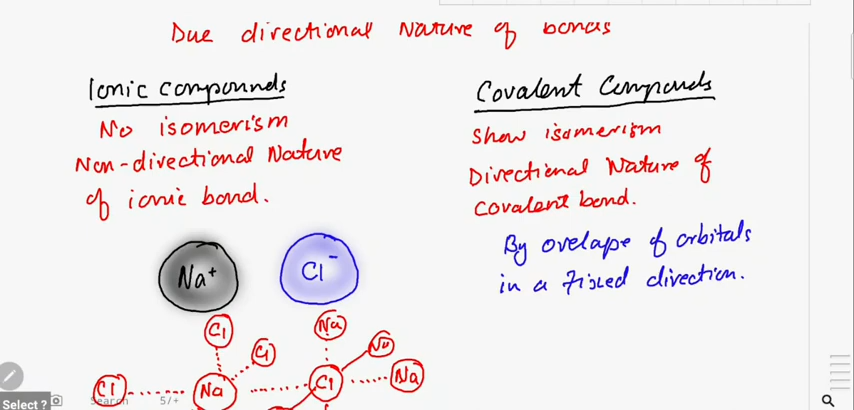 Due directional Nature of bonds
Ionic compounds
No isomerism
Non-directional Nature
of ionic bond.
Covalent Compounds
Show isomerism
Directional Nature of
Covalent bond.
By ovelape of orbitals
in a fixed direction.
Na+
Cl-
Cl
Cl
Cl
Na
Na
Na
Cl
Na
Select ?
Search
5/+